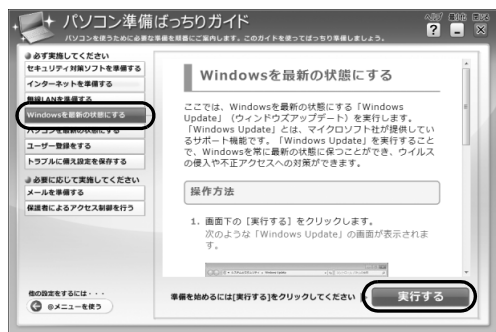 パソコン準備ばっちりガイド
パソコンを使うために必要な準備を順番にご案内します。このガイドを使ってばっちり準備しましょう。
ヘルプ 最小化 閉じる
必ず実施してください
セキュリティ対策ソフトを準備する
インターネットを準備する
無線LANを準備する
Windowsを最新の状態にする
パソコンを最新の状態にする
ユーザー登録をする
トラブルに備え設定を保存する
必要に応じて実施してください
メールを準備する
保護者によるアクセス制御を行う
他の設定をするには・・・
@メニューを使う
Windowsを最新の状態にする
ここでは、Windowsを最新の状態にする「Windows
Update」（ウィンドウズアップデート）を実行します。
「Windows Update」とは、マイクロソフト社が提供してい
るサポート機能です。「Windows Update」を実行すること
で、Windowsを常に最新の状態に保つことができ、ウイルス
の侵入や不正アクセスへの対策ができます。
操作方法
1. 画面下の［実行する］をクリックします。
次のような「Windows Update」の画面が表示されま
す。
準備を始めるには[実行する]をクリックしてください
実行する